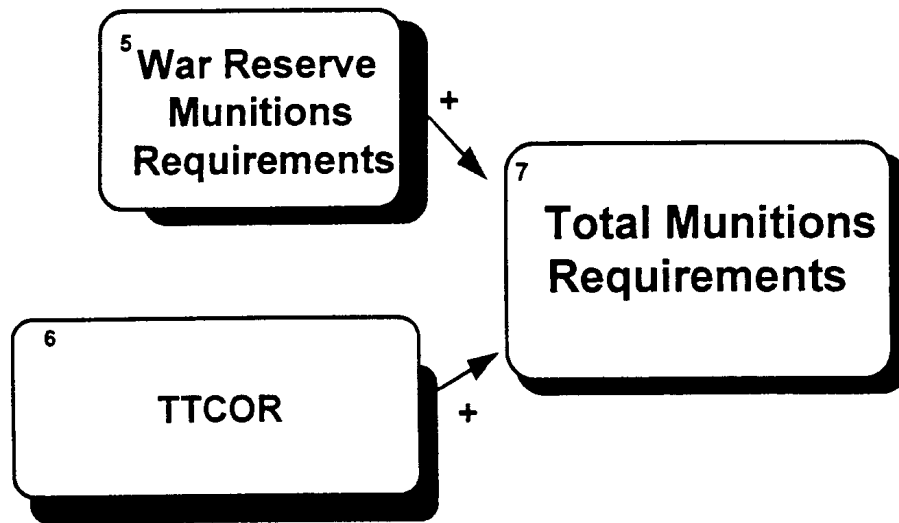 5
War Reserve
Munitions
Requirements
+
7
Total Munitions
Requirements
6
TTCOR
+